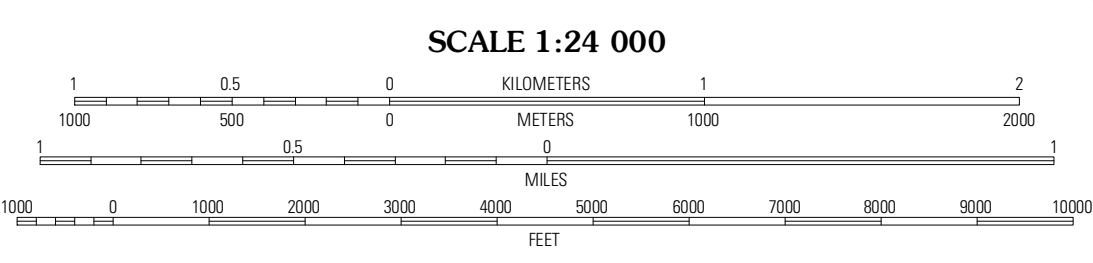 SCALE 1:24 000
1 0.5 0 KILOMETERS 1 2
1000 500 0 METERS 1000 2000
1 0.5 0 1
MILES
1000 0 1000 2000 3000 4000 5000 6000 7000 8000 9000 10000
FEET